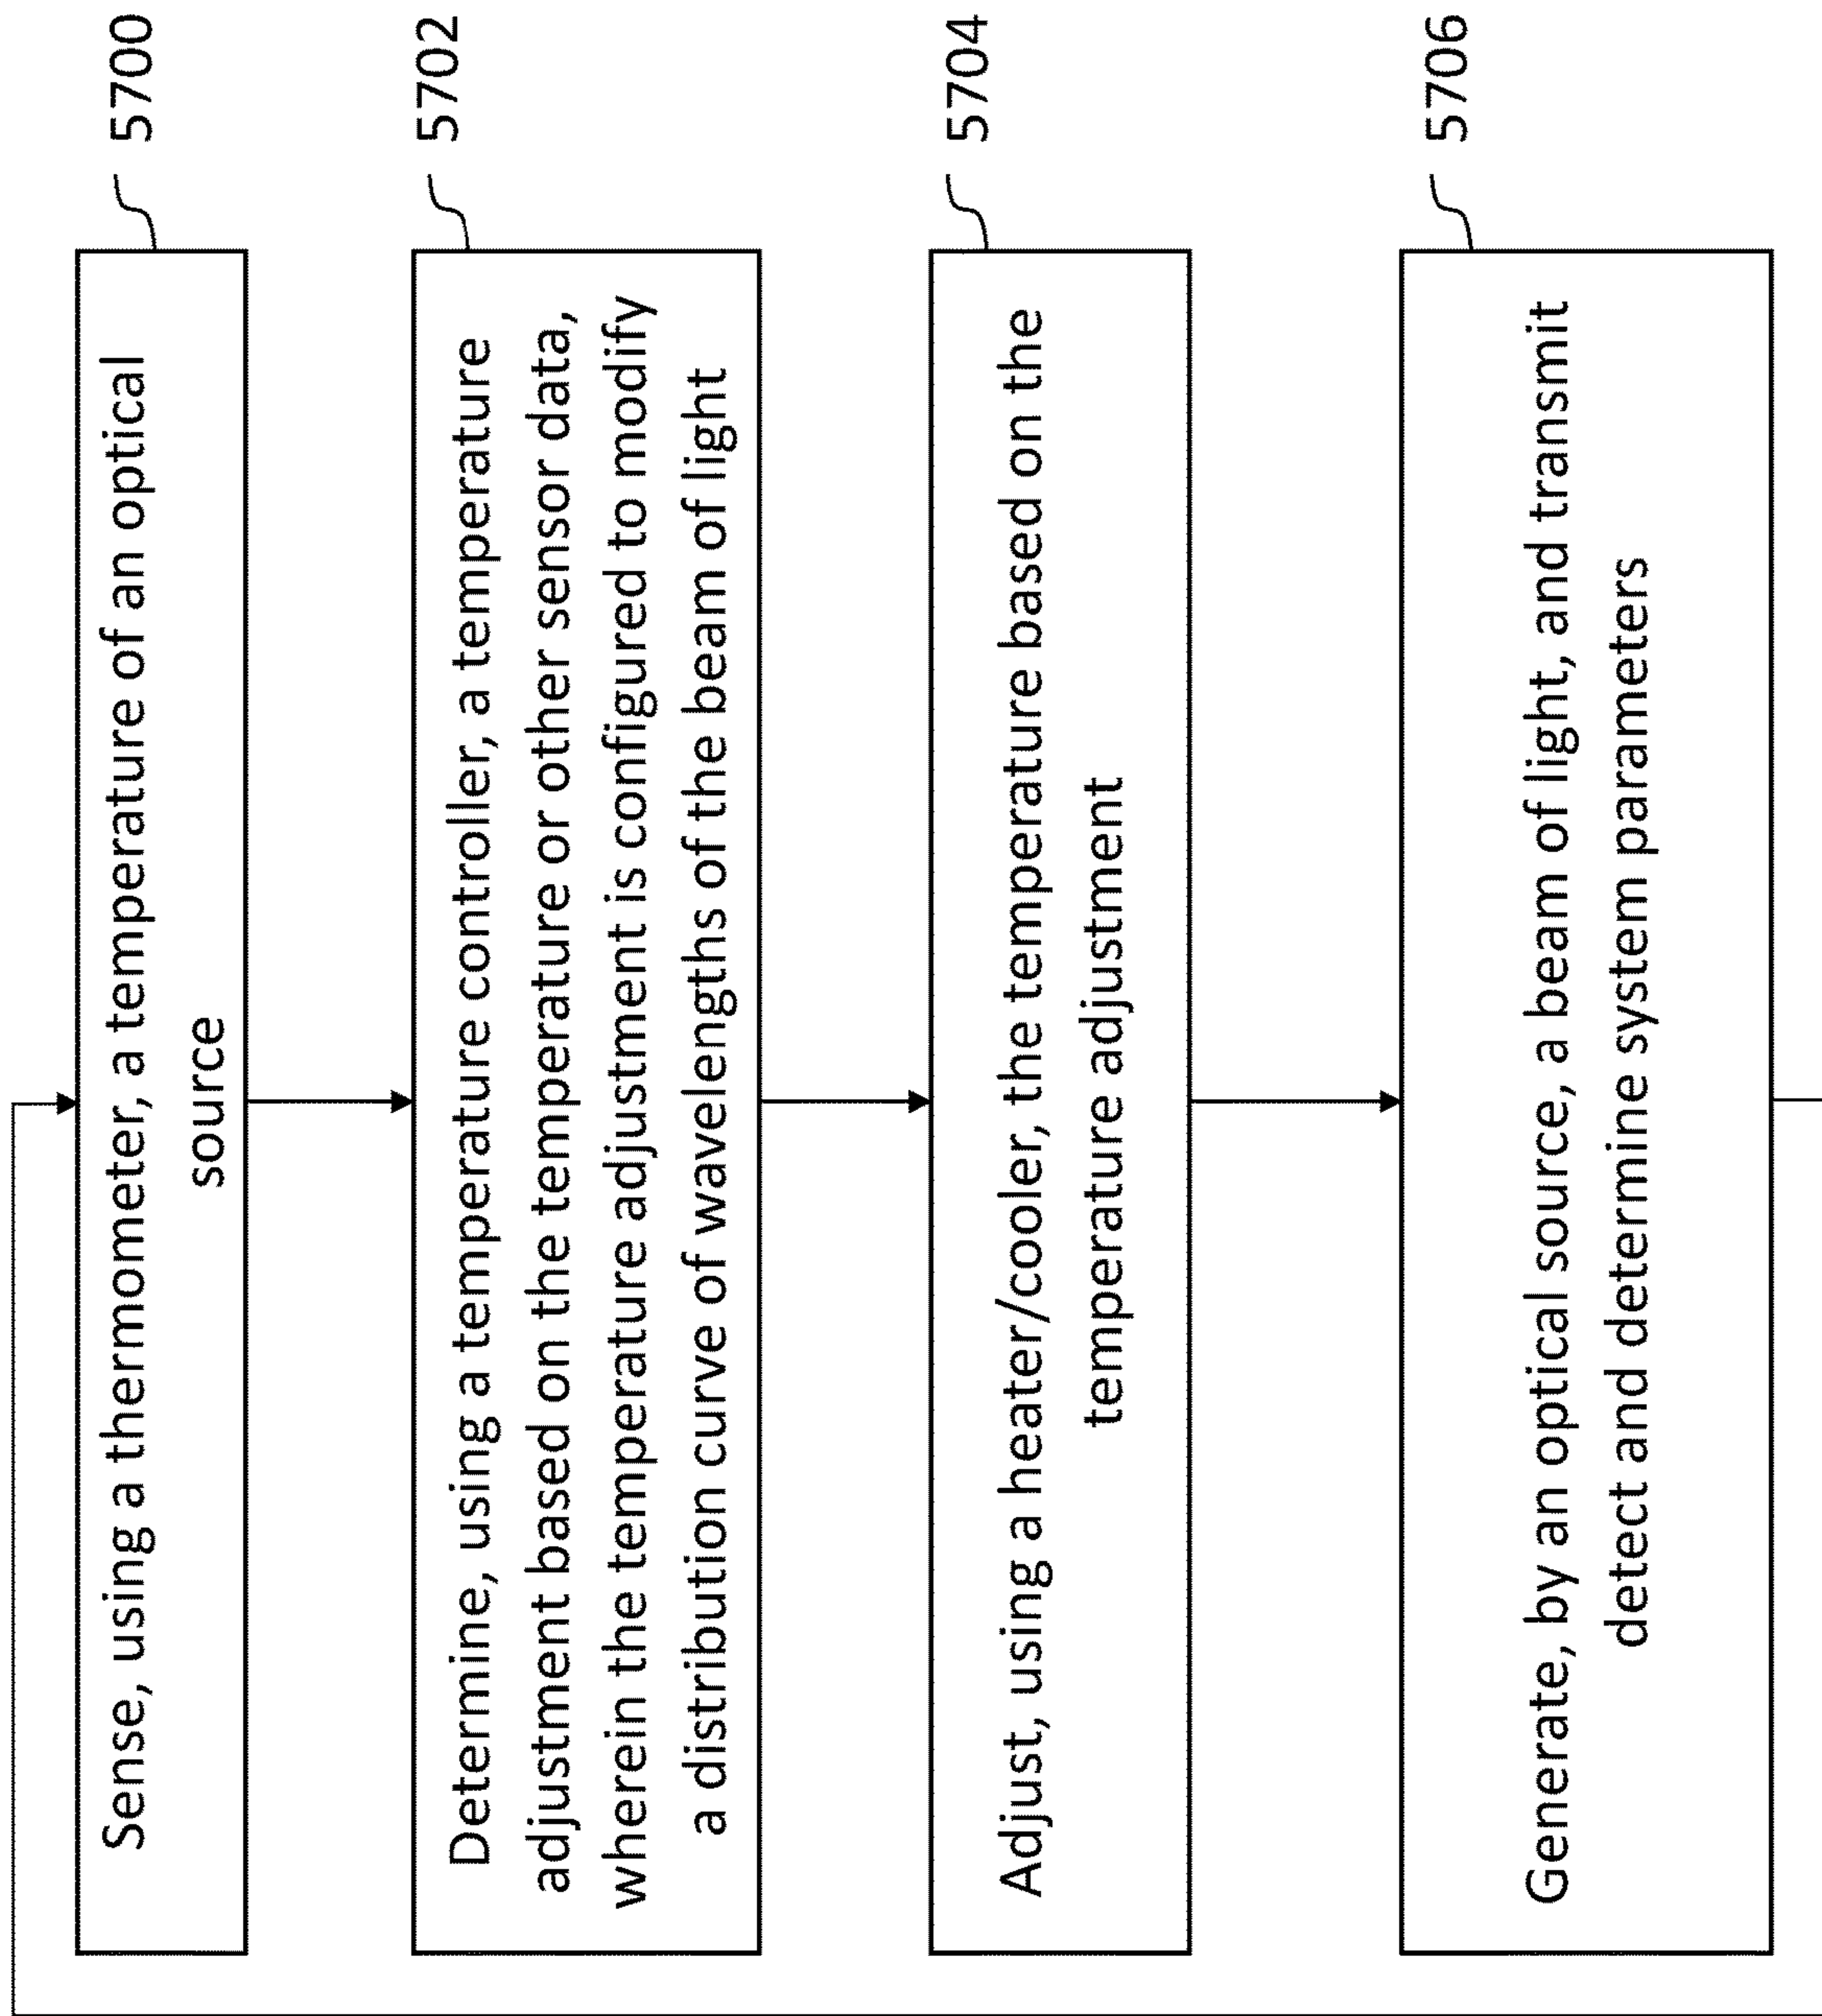 Sense, using a thermometer, a temperature of an optical
source
5700
Determine, using a temperature controller, a temperature
adjustment based on the temperature or other sensor data,
wherein the temperature adjustment is configured to modify
a distribution curve of wavelengths of the beam of light
5702
Adjust, using a heater/cooler, the temperature based on the
temperature adjustment
5704
Generate, by an optical source, a beam of light, and transmit
detect and determine system parameters
5706